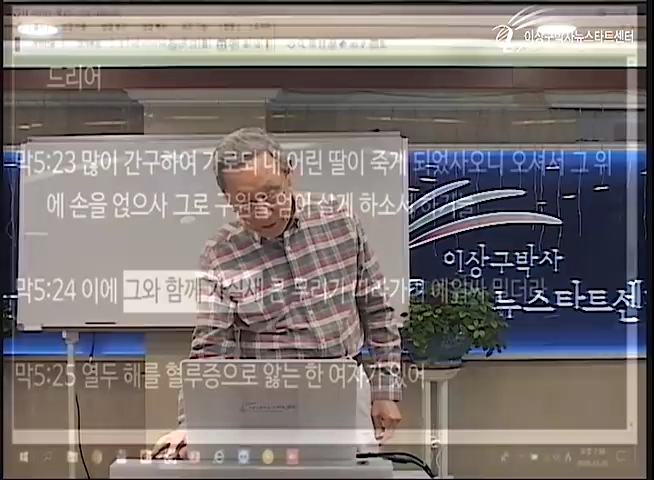 이상구박사뉴스타트센터
드리어
막5:23 많이 간구하여 가로되 내 어린 딸이 죽게 되었사오니 오셔서 그 위
에 손을 얹으사 그로 구원을 얻어 살게 하소서 하거늘
이상구박사
막5:24 이에 그와 함께 가실새 큰 무리가 따라가며 에워싸 밀더라
뉴스타트센
막5:25 열두 해를 혈루증으로 앓는 한 여자가 있어